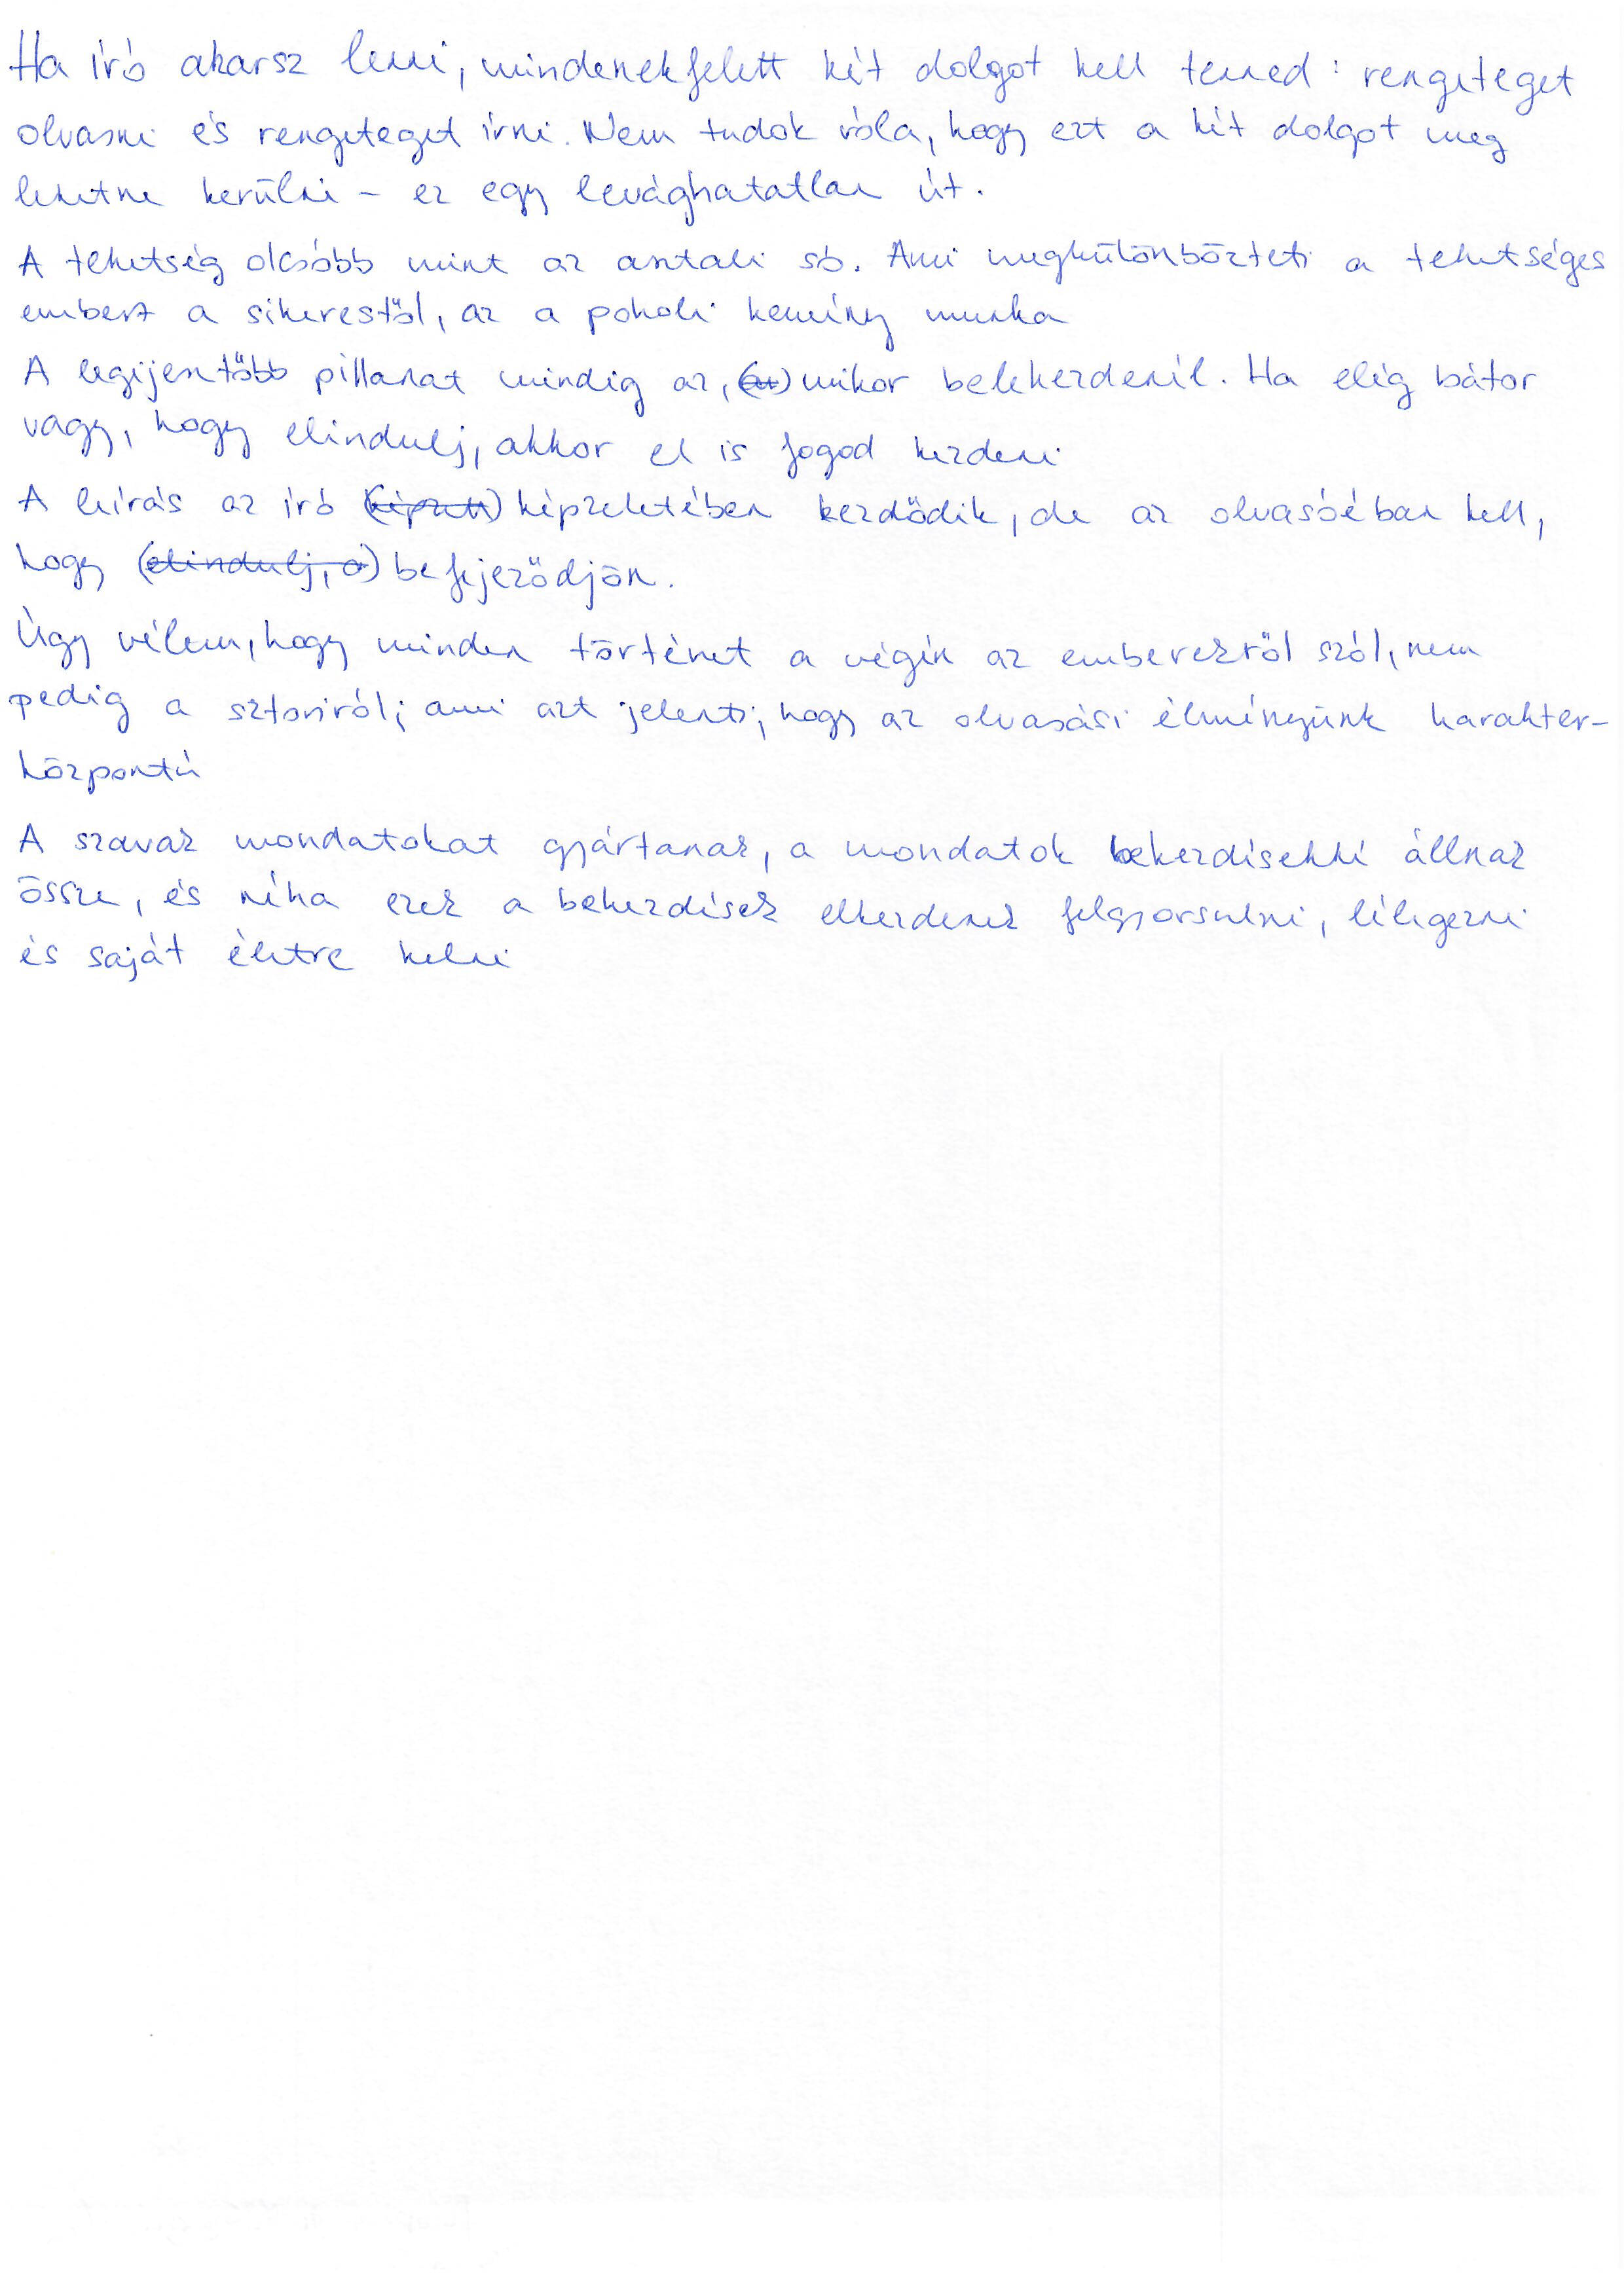 Ha író akarsz lenni, mindenekfelett két dolgot kell tenned: rengeteget
olvasni és rengeteget írni. Nem tudok róla, hogy ezt a két dolgot meg
lehetne kerülni – ez egy levághatatlan út.
A tehetség olcsóbb mint az asztali só. Ami megkülönbözteti a tehetséges
embert a sikerestől, az a pokoli kemény munka
A legijesztőbb pillanat mindig az, mikor belekezdenél. Ha elég bátor
vagy, hogy elindulj, akkor el is fogod kezdeni
A leírás az író képzeletében kezdődik, de az olvasóéban kell,
hogy (elindulj, a) befejeződjön.
Úgy vélem, hogy minden történet a végén az emberekről szól, nem
pedig a sztoriról; ami azt jelenti, hogy az olvasási élményünk karakter-
központú
A szavak mondatokat gyártanak, a mondatok bekezdésekké állnak
össze, és néha ezek a bekezdések elkezdenek felgyorsulni, lélegezni
és saját életre kelni